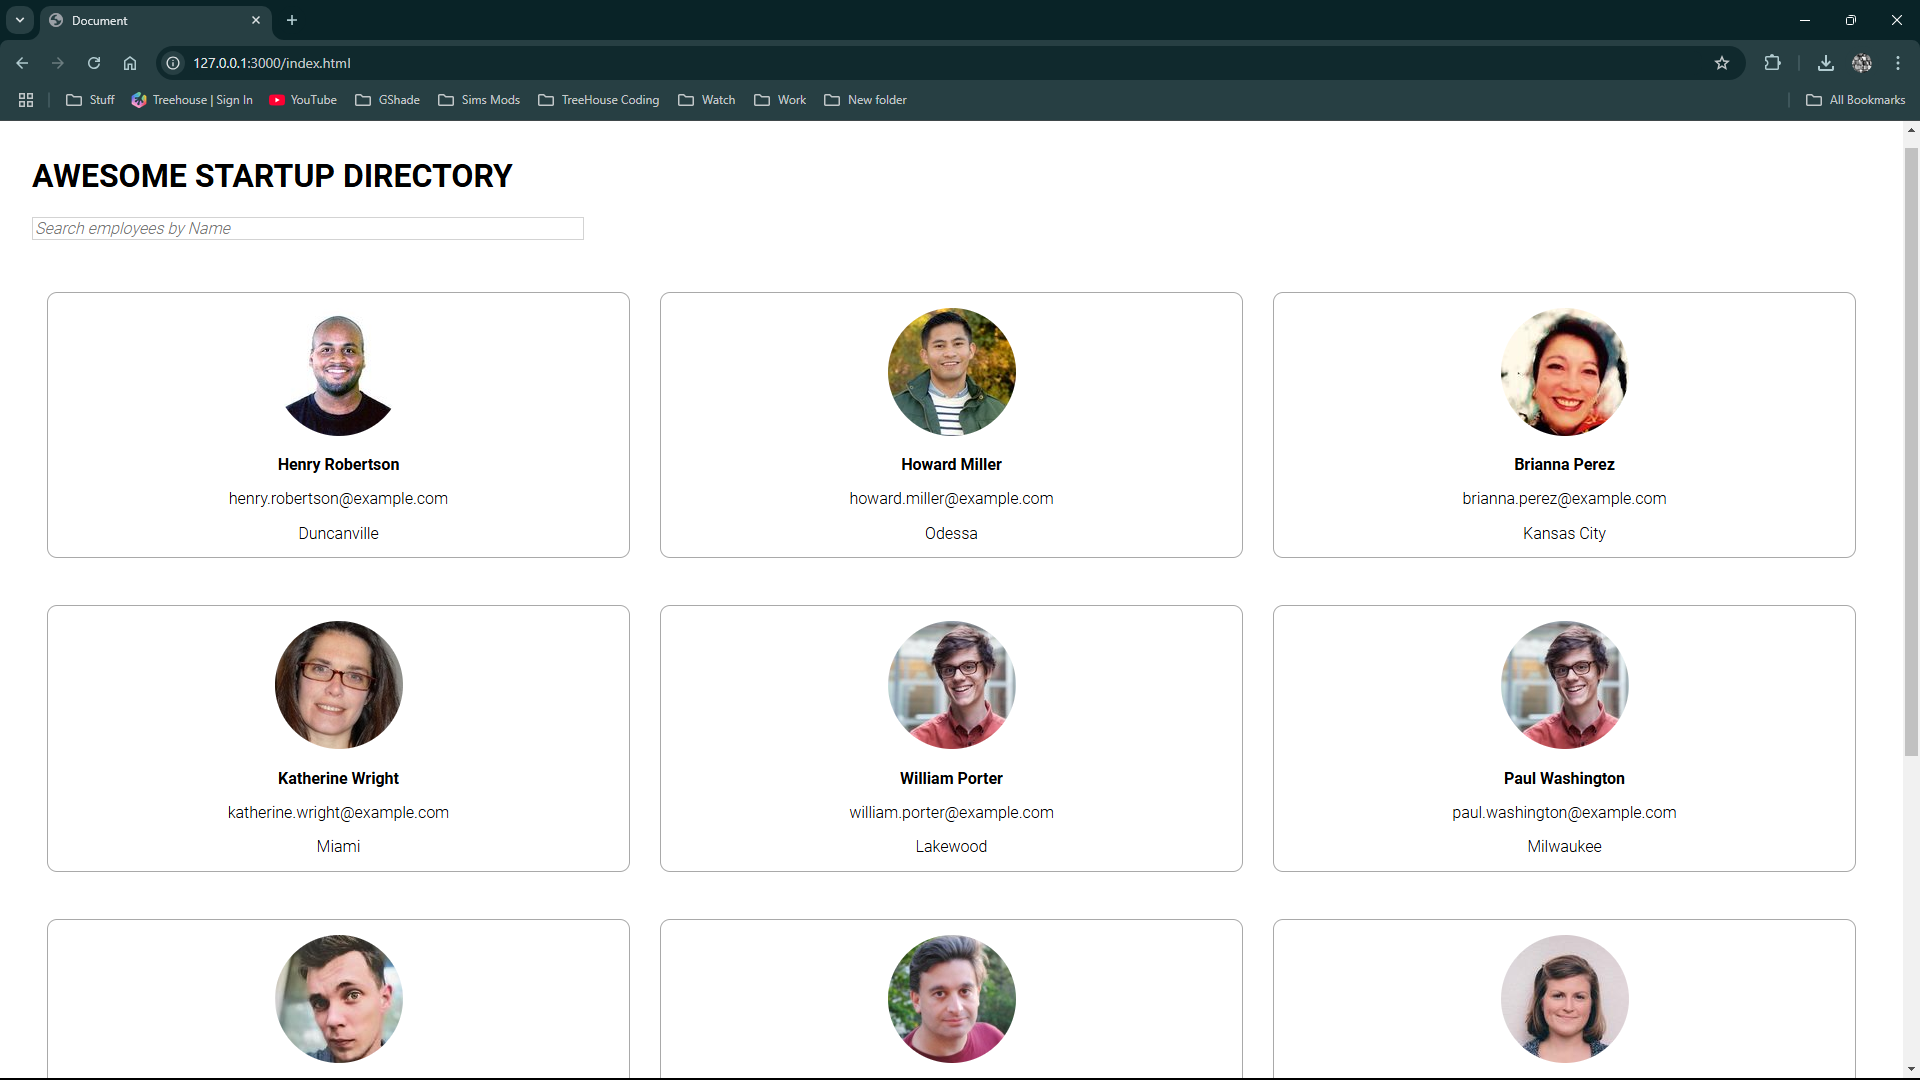 Document
127.0.0.1:3000/index.html
Stuff
Treehouse | Sign In
YouTube
GShade
Sims Mods
TreeHouse Coding
Watch
Work
New folder
All Bookmarks
AWESOME STARTUP DIRECTORY
Search employees by Name
Henry Robertson
henry.robertson@example.com
Duncanville
Howard Miller
howard.miller@example.com
Odessa
Brianna Perez
brianna.perez@example.com
Kansas City
Katherine Wright
katherine.wright@example.com
Miami
William Porter
william.porter@example.com
Lakewood
Paul Washington
paul.washington@example.com
Milwaukee